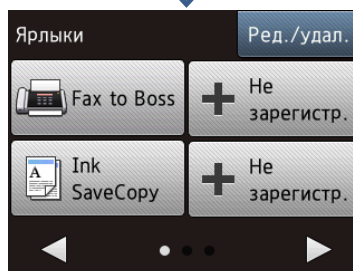 Ярлыки
Ред./удал.
Fax to Boss
Не
зарегистр.
A
Ink
SaveCopy
Не
зарегистр.